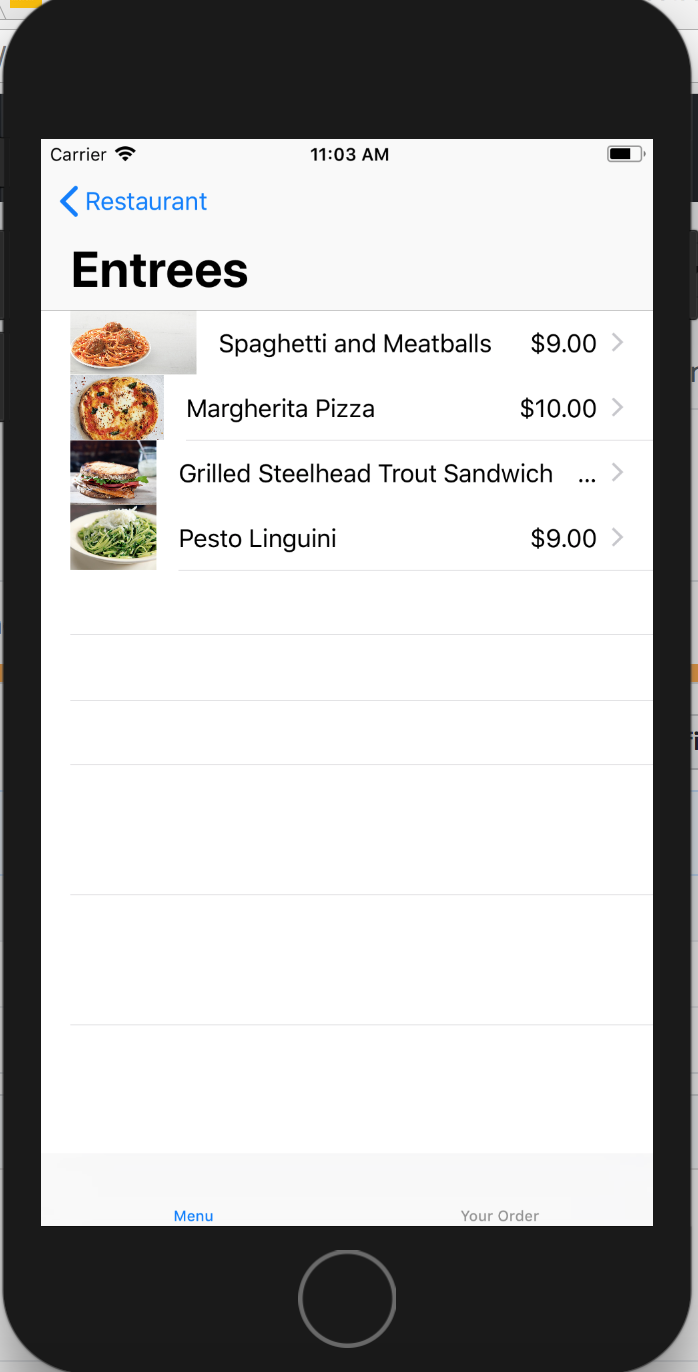 Carrier 11:03 AM
Restaurant
Entrees
Spaghetti and Meatballs $9.00
Margherita Pizza $10.00
Grilled Steelhead Trout Sandwich ...
Pesto Linguini $9.00
Menu Your Order